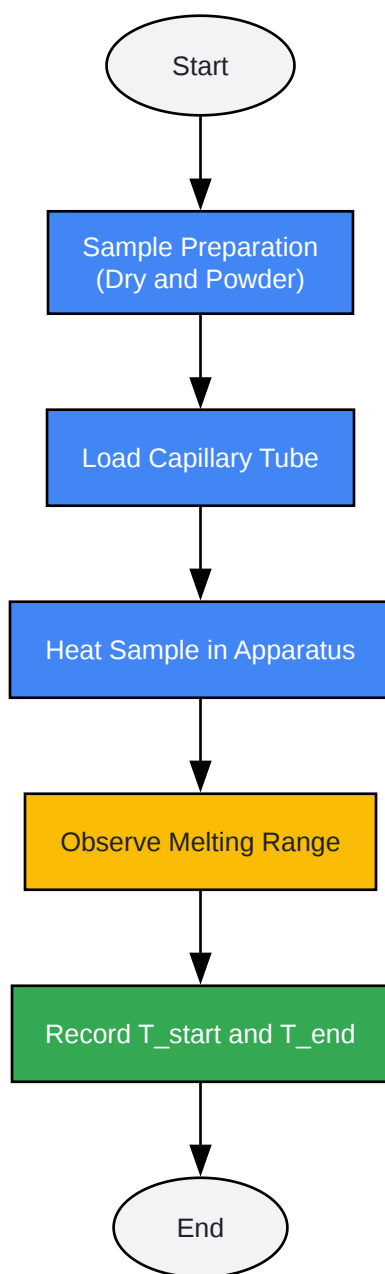 Start
Sample Preparation
(Dry and Powder)
Load Capillary Tube
Heat Sample in Apparatus
Observe Melting Range
Record T_start and T_end
End